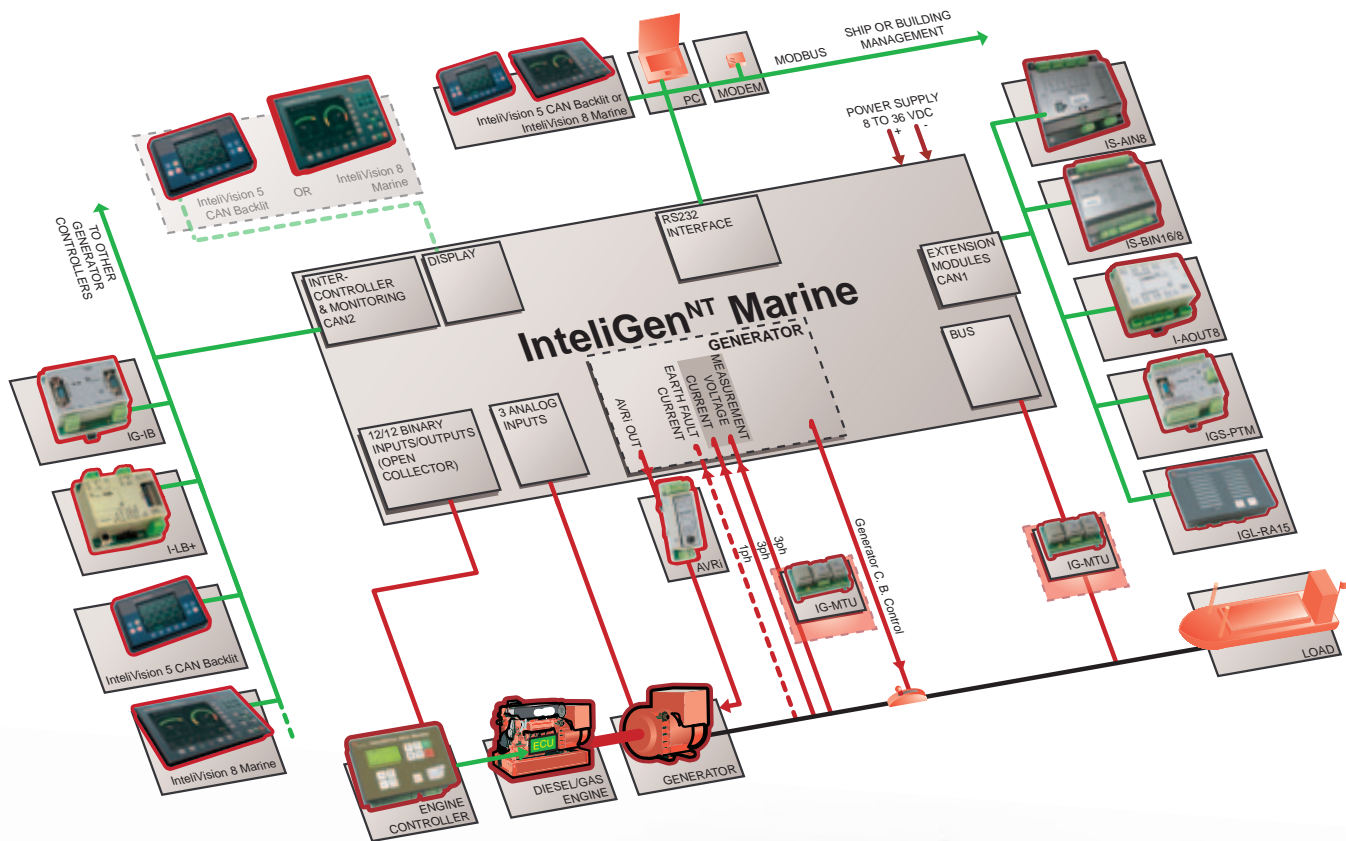 SHIP OR BUILDING
MANAGEMENT
MODBUS
InteliVision 5 CAN Backlit or
InteliVision 8 Marine
PC
MODEM
POWER SUPPLY
8 TO 36 VDC
+ -
InteliVision 5
CAN Backlit
OR
InteliVision 8
Marine
TO OTHER
GENERATOR
CONTROLLERS
INTER-
CONTROLLER
& MONITORING
CAN2
DISPLAY
RS232
INTERFACE
EXTENSION
MODULES
CAN1
BUS
InteliGenNT Marine
GENERATOR
AVRi OUT
EARTH FAULT
CURRENT
CURRENT
VOLTAGE
MEASUREMENT
12/12 BINARY
INPUTS/OUTPUTS
(OPEN
COLLECTOR)
3 ANALOG
INPUTS
IS-AIN8
IS-BIN16/8
I-AOUT8
IGS-PTM
IGL-RA15
IG-IB
I-LB+
InteliVision 5 CAN Backlit
InteliVision 8 Marine
AVRi
1ph
3ph
3ph
IG-MTU
Generator C. B. Control
IG-MTU
LOAD
ENGINE
CONTROLLER
ECU
DIESEL/GAS
ENGINE
GENERATOR